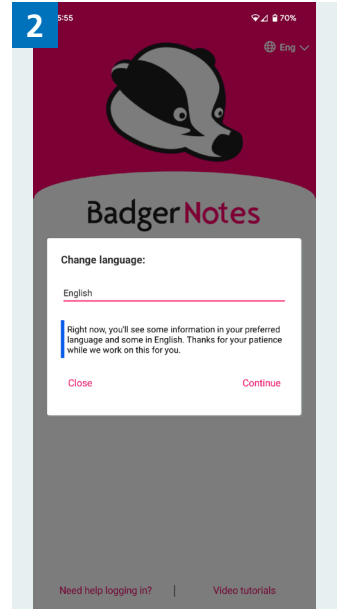 2
5:55
70%
Eng
Badger Notes
Change language:
English
Right now, you'll see some information in your preferred
language and some in English. Thanks for your patience
while we work on this for you.
Close Continue
Need help logging in? | Video tutorials